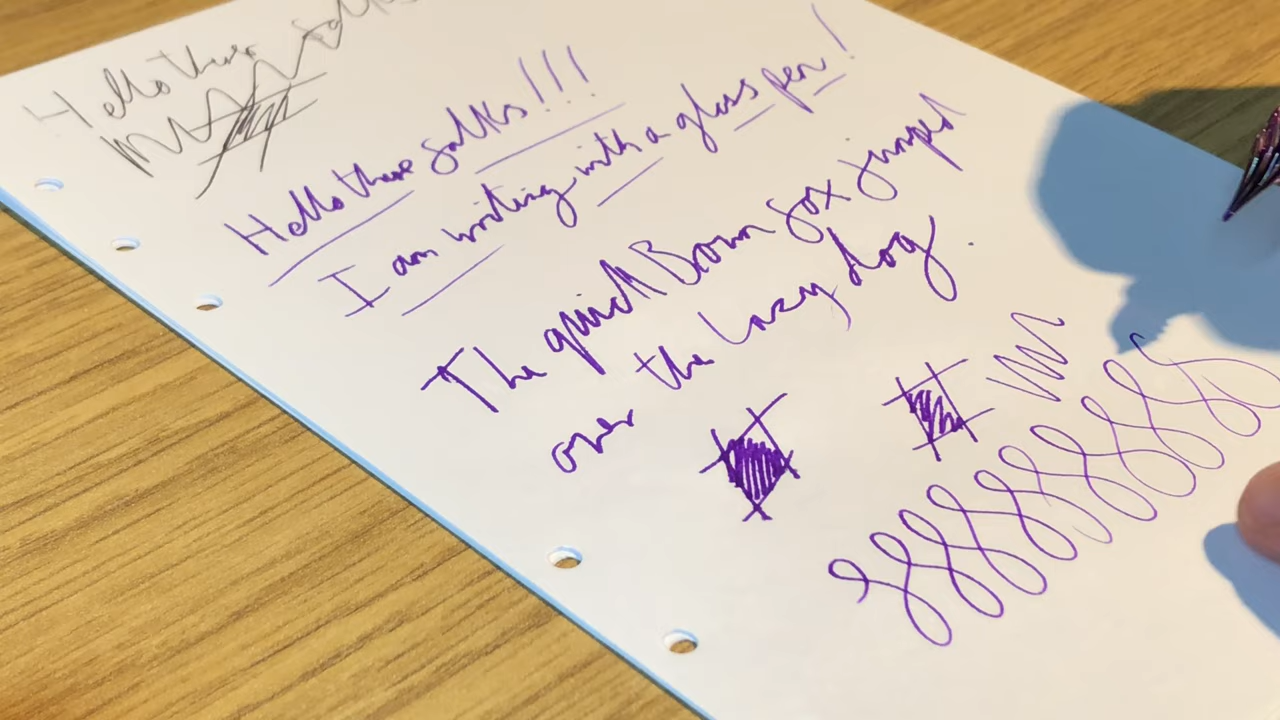 Hello there folks
Hello there folks!!!
I am writing with a glass pen!
The quick Brown fox jumped
over the lazy dog.